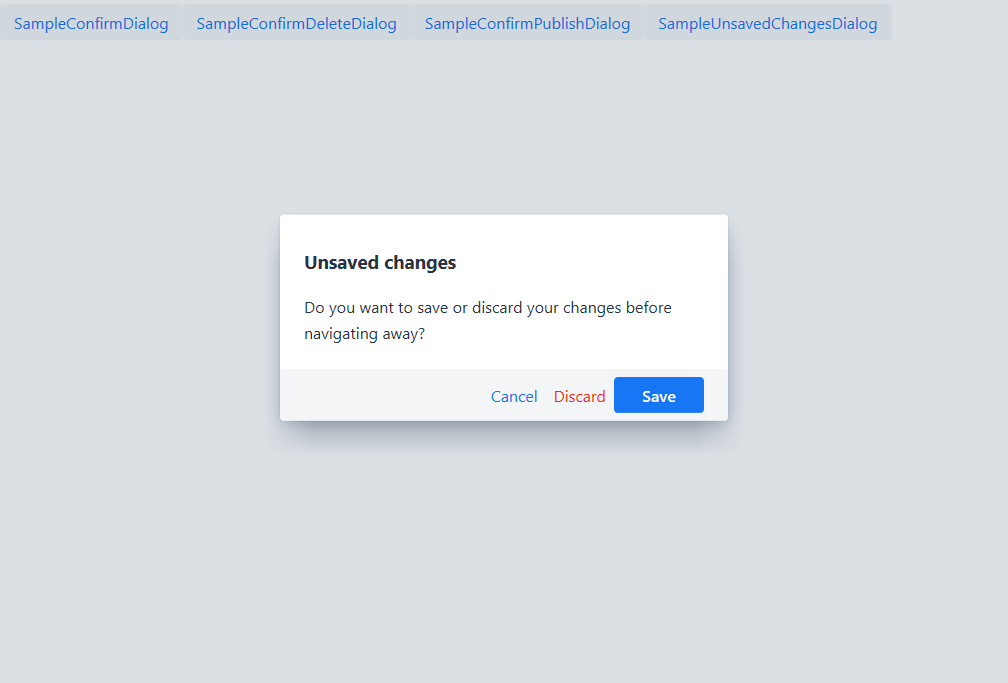 SampleConfirmDialog SampleConfirmDeleteDialog SampleConfirmPublishDialog SampleUnsavedChangesDialog
Unsaved changes
Do you want to save or discard your changes before
navigating away?
Cancel Discard Save